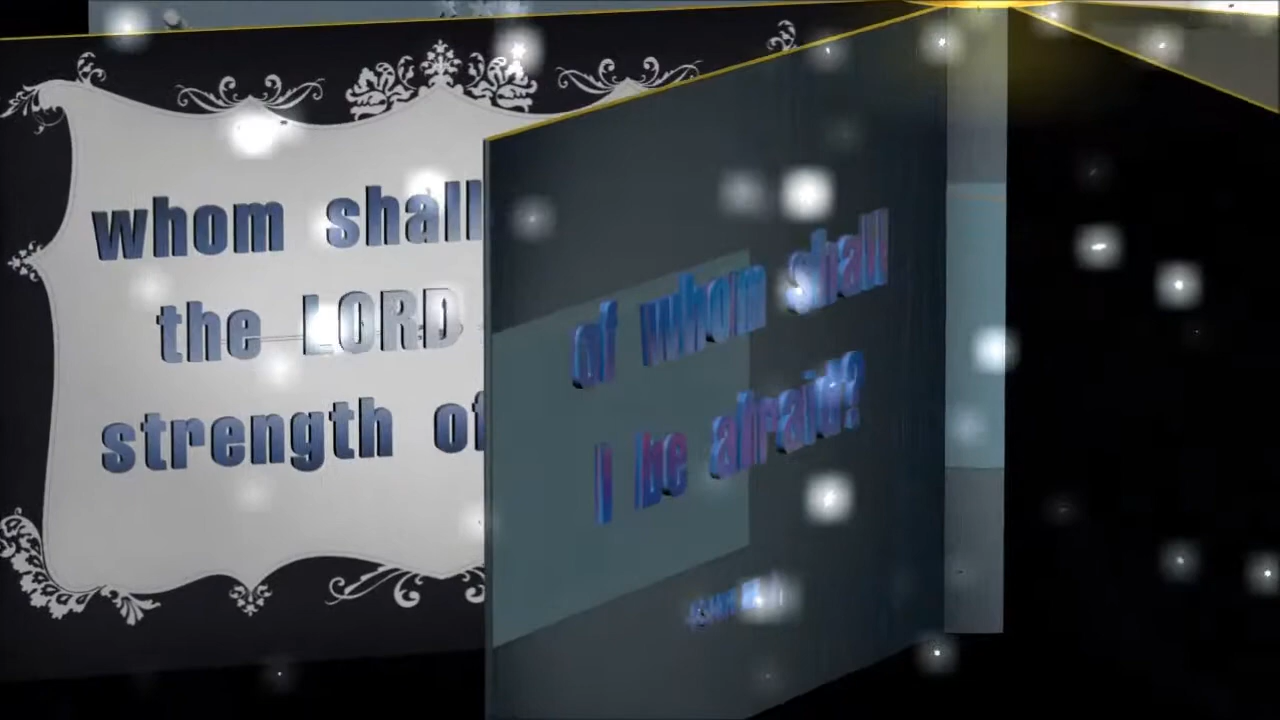 whom shall
the LORD
strength of
of whom shall
I be afraid?